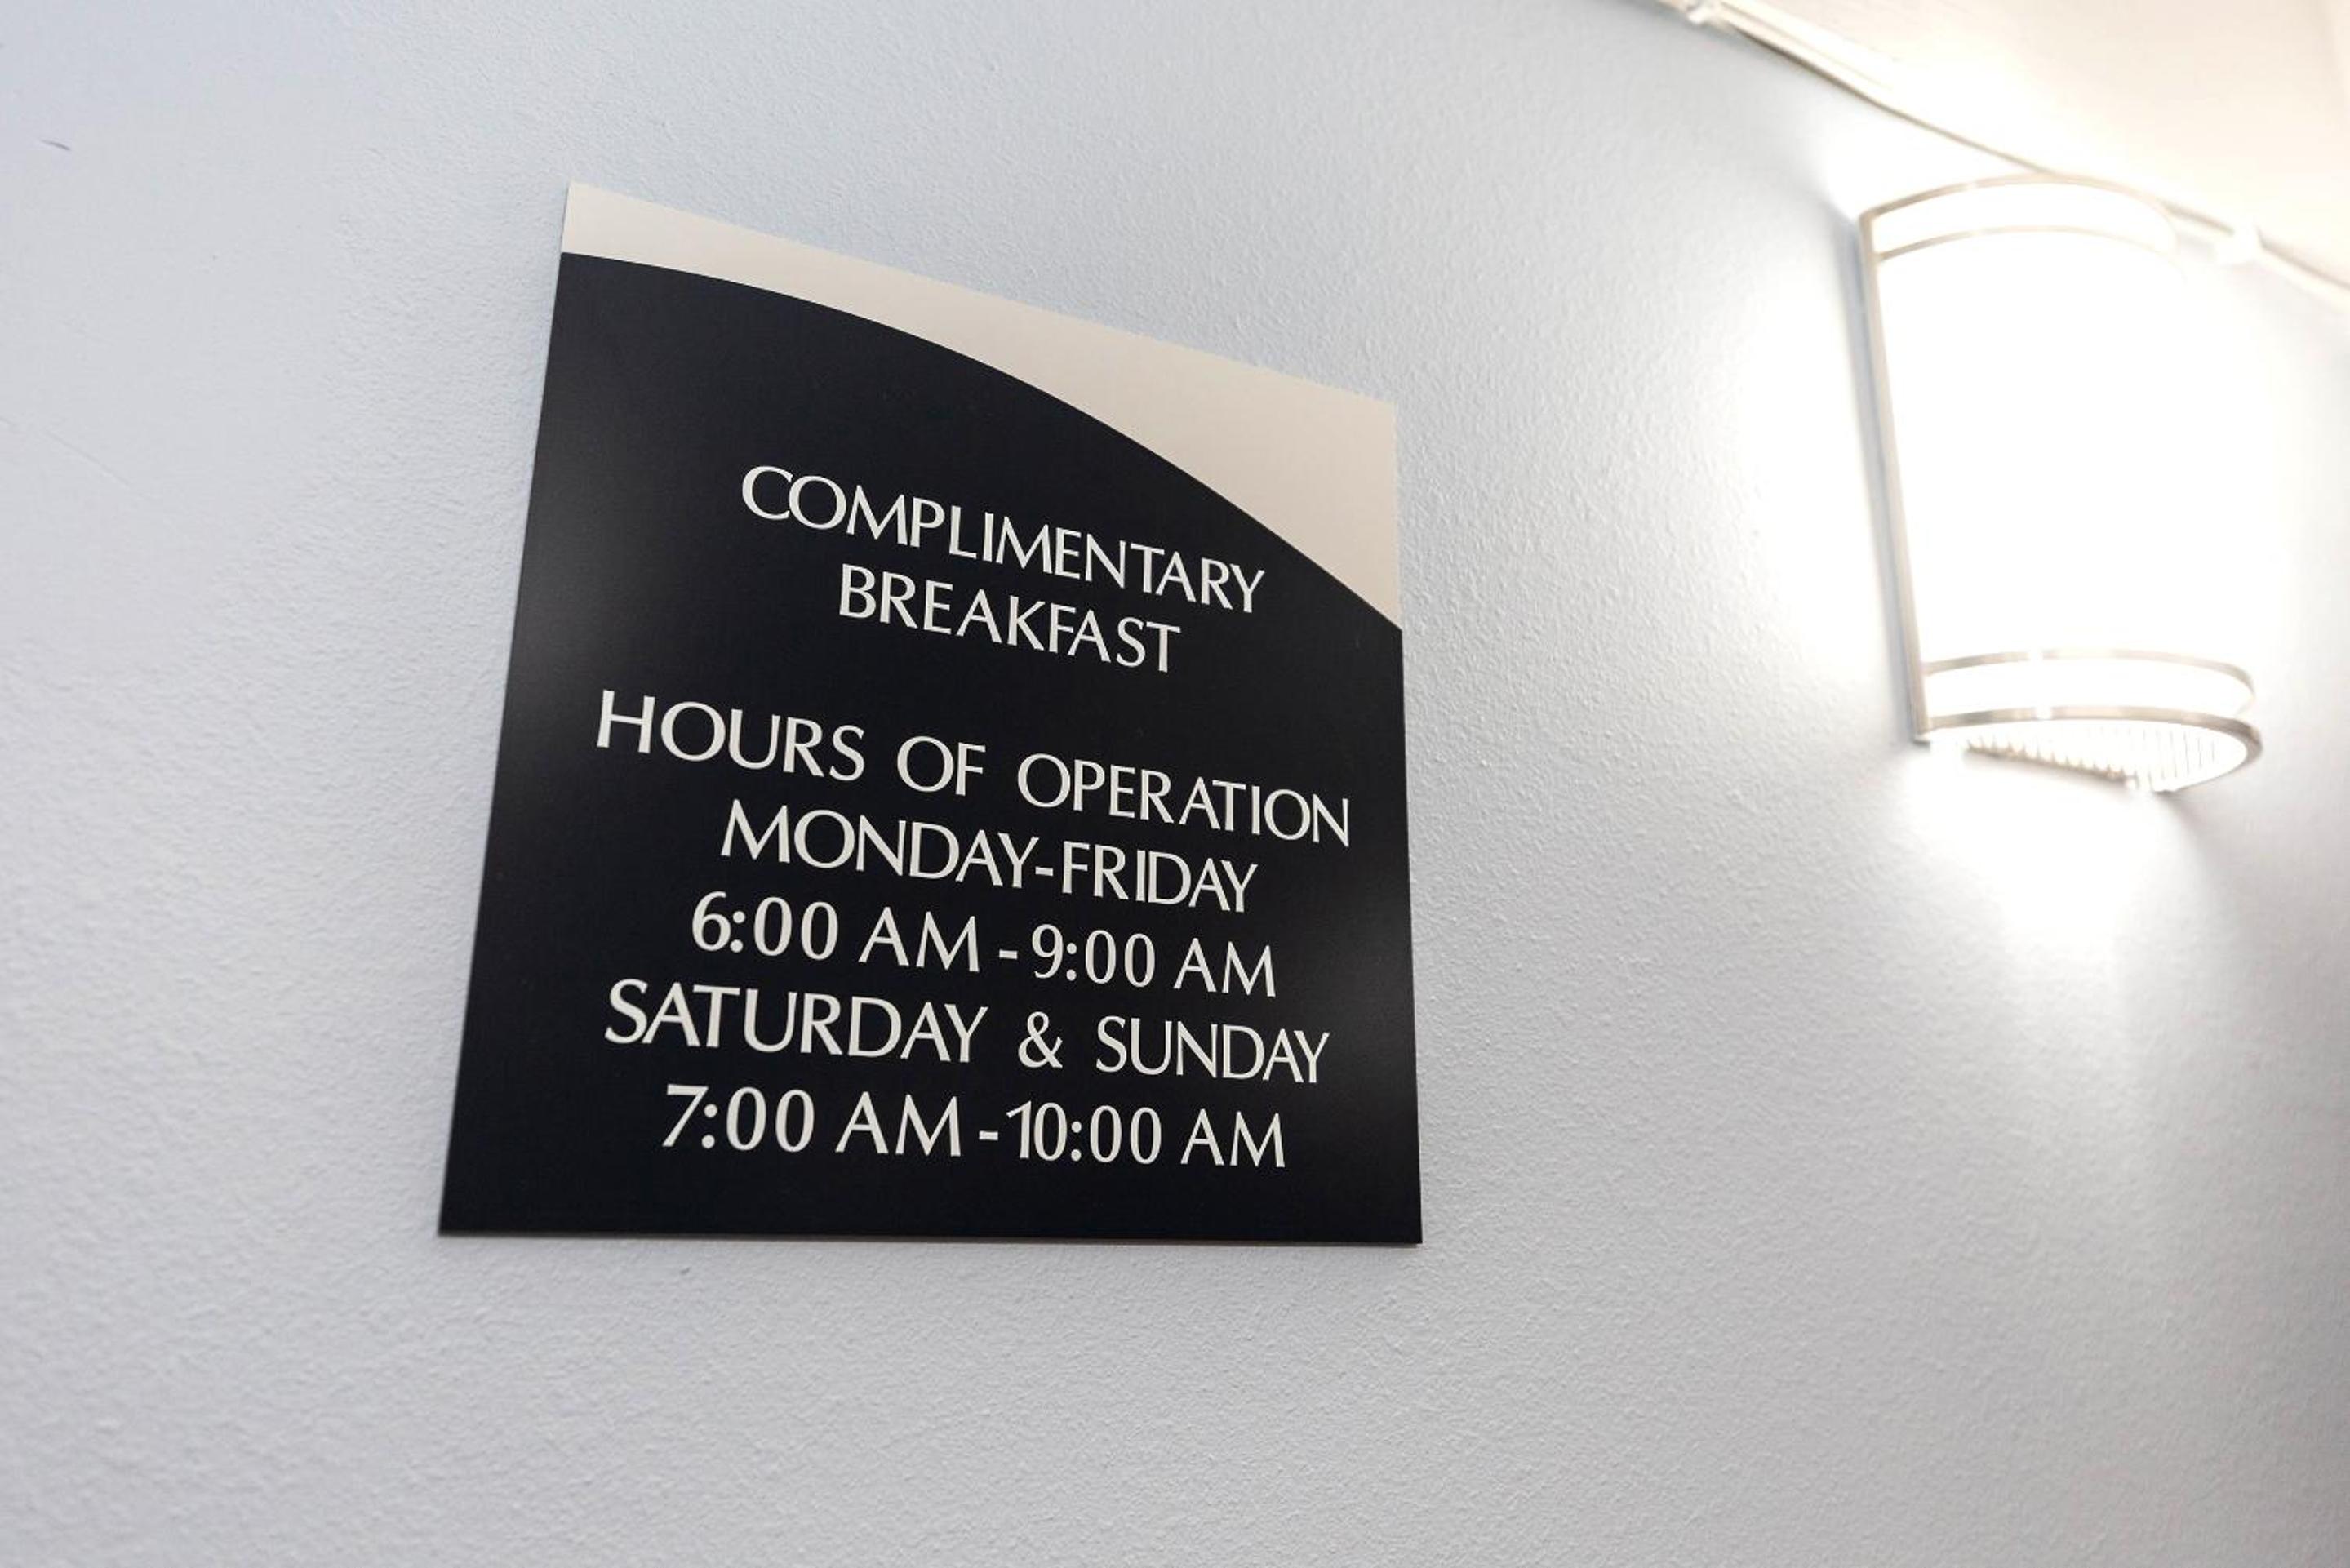 COMPLIMENTARY
BREAKFAST
HOURS OF OPERATION
MONDAY-FRIDAY
6:00 AM - 9:00 AM
SATURDAY & SUNDAY
7:00 AM - 10:00 AM